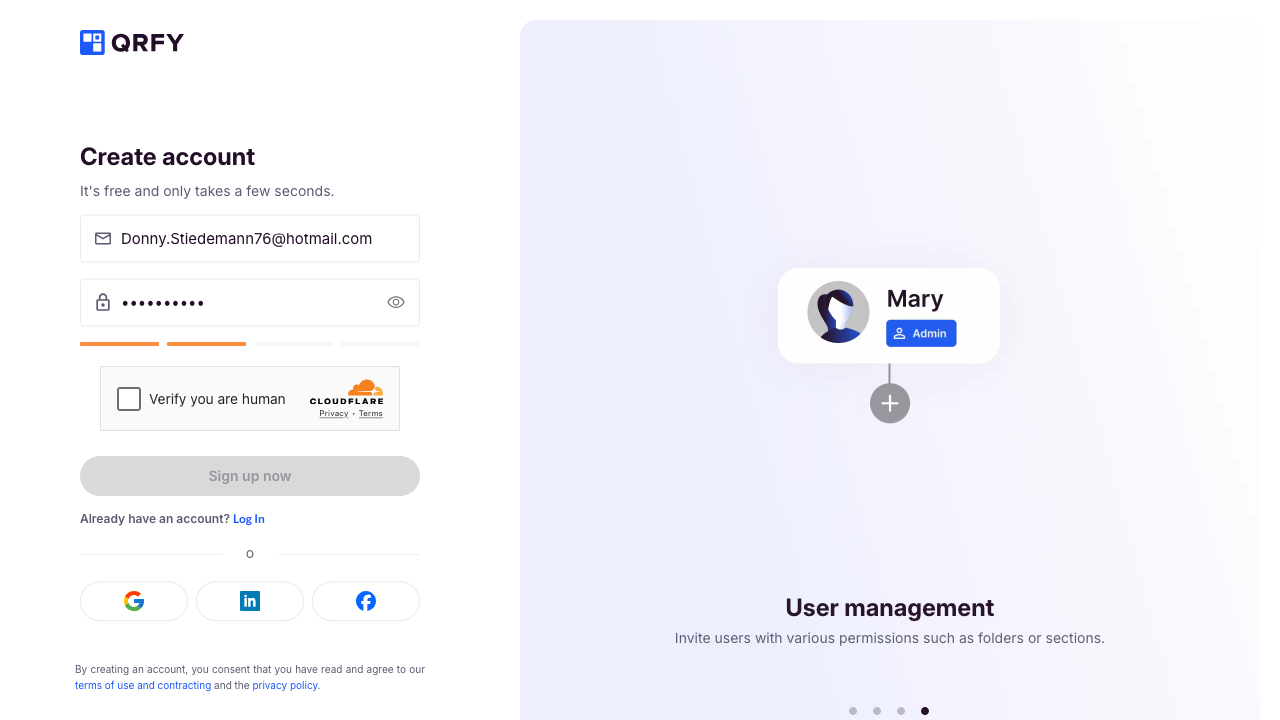 QRFY
Create account
It's free and only takes a few seconds.
Donny.Stiedemann76@hotmail.com
••••••••••
Verify you are human
CLOUDFLARE
Privacy • Terms
Sign up now
Already have an account? Log In
O
By creating an account, you consent that you have read and agree to our
terms of use and contracting and the privacy policy.
Mary
Admin
User management
Invite users with various permissions such as folders or sections.